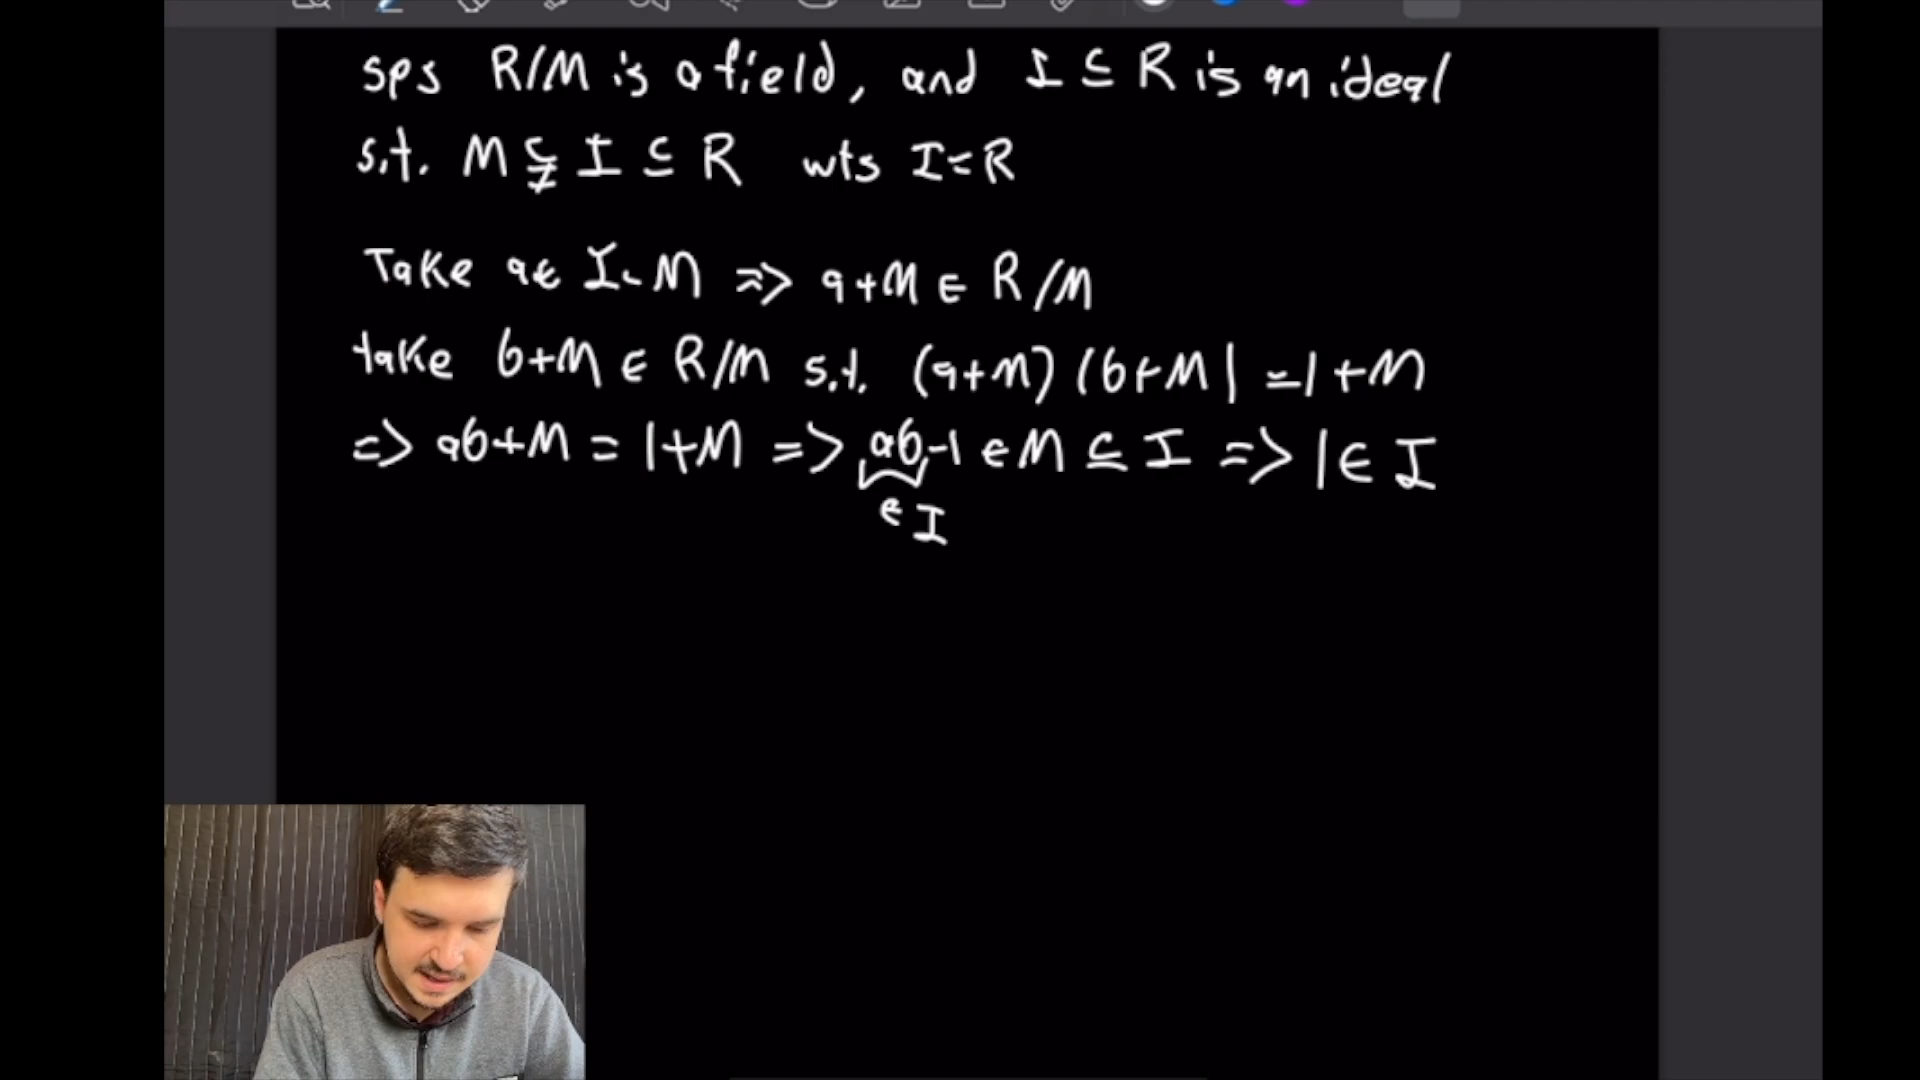 sps R/M is a field, and I ⊆ R is an ideal
s.t. M ⊊ I ⊆ R wts I=R
Take a∈ I∖M => a+M ∈ R/M
take b+M ∈ R/M s.t. (a+M)(b+M) = 1+M
=> ab+M = 1+M => ab-1 ∈ M ⊆ I => 1 ∈ I
∈ I